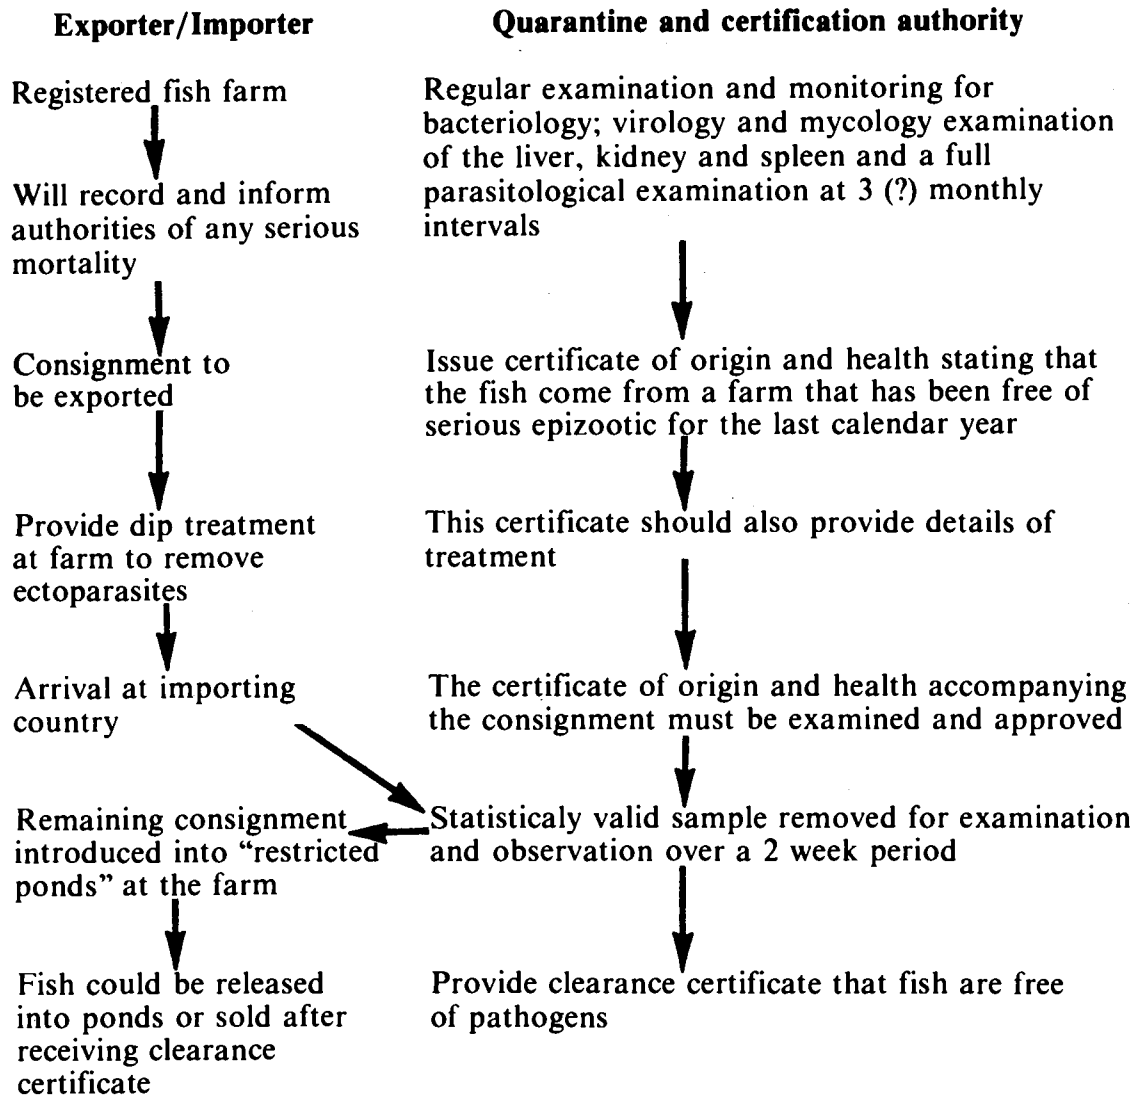 Exporter/Importer
Registered fish farm
Will record and inform
authorities of any serious
mortality
Consignment to
be exported
Provide dip treatment
at farm to remove
ectoparasites
Arrival at importing
country
Remaining consignment
introduced into “restricted
ponds” at the farm
Fish could be released
into ponds or sold after
receiving clearance
certificate
Quarantine and certification authority
Regular examination and monitoring for
bacteriology; virology and mycology examination
of the liver, kidney and spleen and a full
parasitological examination at 3 (?) monthly
intervals
Issue certificate of origin and health stating that
the fish come from a farm that has been free of
serious epizootic for the last calendar year
This certificate should also provide details of
treatment
The certificate of origin and health accompanying
the consignment must be examined and approved
Statisticaly valid sample removed for examination
and observation over a 2 week period
Provide clearance certificate that fish are free
of pathogens